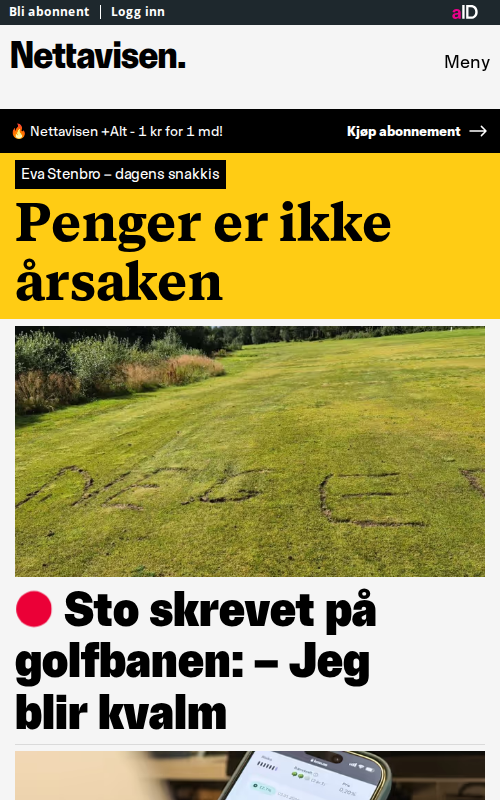 Bli abonnent | Logg inn
aID
Nettavisen.
Meny
🔥 Nettavisen +Alt - 1 kr for 1 md!
Kjøp abonnement →
Eva Stenbro – dagens snakkis
Penger er ikke
årsaken
🔴 Sto skrevet på
golfbanen: – Jeg
blir kvalm